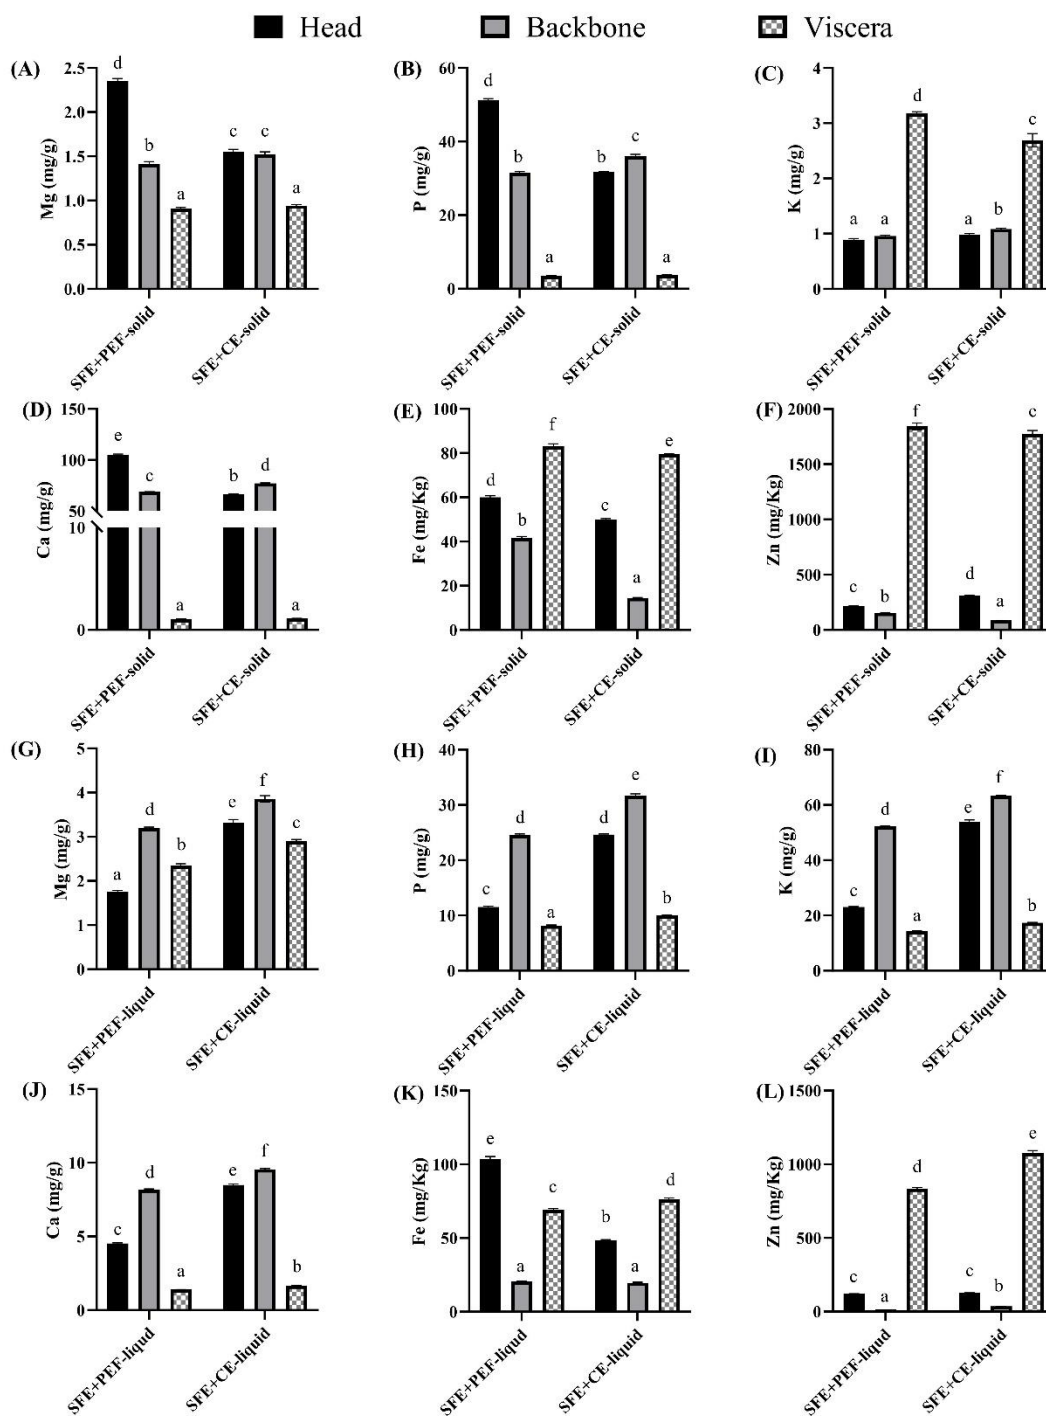 Head Backbone Viscera
(A)
Mg (mg/g)
2.5
2.0
1.5
1.0
0.5
0.0
d b a c c a
SFE+PEF-solid
SFE+CE-solid
(B)
P (mg/g)
60
40
20
0
d b a b c a
SFE+PEF-solid
SFE+CE-solid
(C)
K (mg/g)
4
3
2
1
0
a a d a b c
SFE+PEF-solid
SFE+CE-solid
(D)
Ca (mg/g)
150
100
50
10
0
e c a b d a
SFE+PEF-solid
SFE+CE-solid
(E)
Fe (mg/Kg)
100
80
60
40
20
0
d b f c a e
SFE+PEF-solid
SFE+CE-solid
(F)
Zn (mg/Kg)
2000
1500
1000
500
0
c b f d a e
SFE+PEF-solid
SFE+CE-solid
(G)
Mg (mg/g)
5
4
3
2
1
0
a d b e f c
SFE+PEF-liqud
SFE+CE-liquid
(H)
P (mg/g)
40
30
20
10
0
c d a d e b
SFE+PEF-liqud
SFE+CE-liquid
(I)
K (mg/g)
80
60
40
20
0
c d a e f b
SFE+PEF-liqud
SFE+CE-liquid
(J)
Ca (mg/g)
15
10
5
0
c d a e f b
SFE+PEF-liqud
SFE+CE-liquid
(K)
Fe (mg/Kg)
150
100
50
0
e a c b a d
SFE+PEF-liqud
SFE+CE-liquid
(L)
Zn (mg/Kg)
1500
1000
500
0
c a d c b e
SFE+PEF-liqud
SFE+CE-liquid